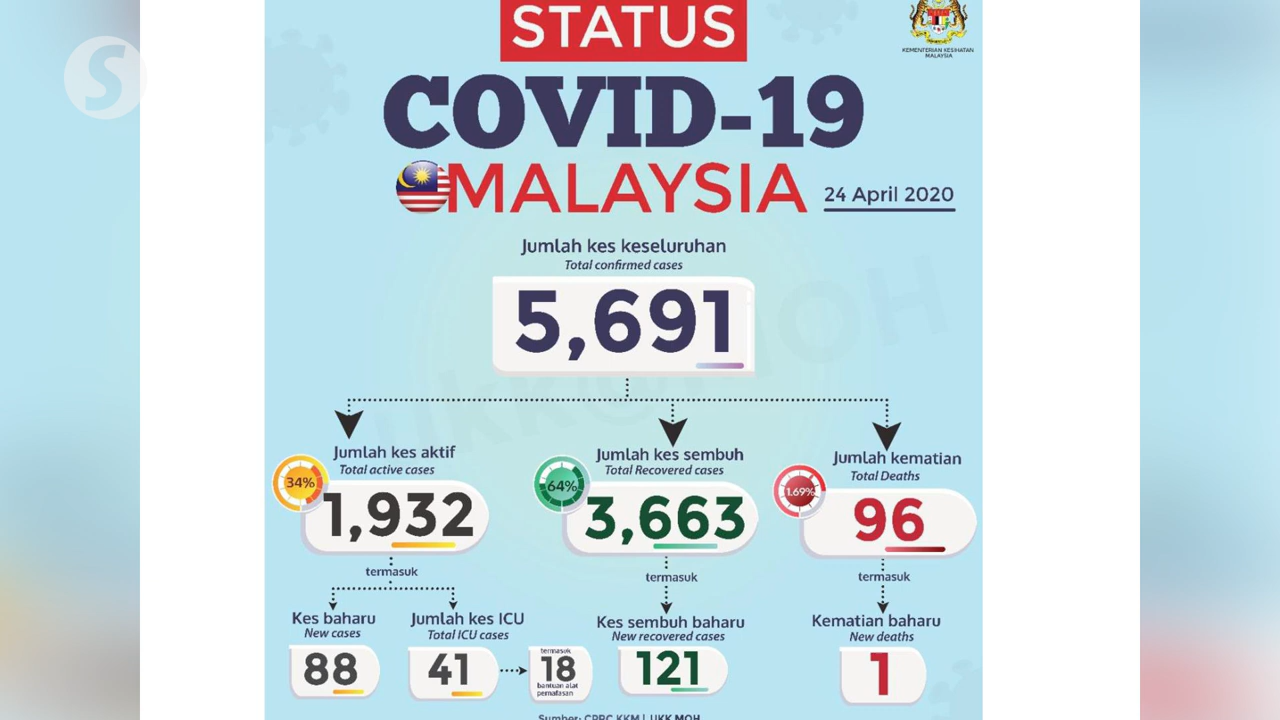 STATUS
S
KEMENTERIAN KESIHATAN
MALAYSIA
COVID-19
MALAYSIA
24 April 2020
Jumlah kes keseluruhan
Total confirmed cases
5,691
Jumlah kes aktif
Total active cases
34%
1,932
Jumlah kes sembuh
Total Recovered cases
64%
3,663
Jumlah kematian
Total Deaths
1.69%
96
termasuk
termasuk
termasuk
Kes baharu
New cases
88
Jumlah kes ICU
Total ICU cases
41
termasuk
18
bantuan alat
pernafasan
Kes sembuh baharu
New recovered cases
121
Kematian baharu
New deaths
1
Sumber: CPRC KKM | UKK MOH